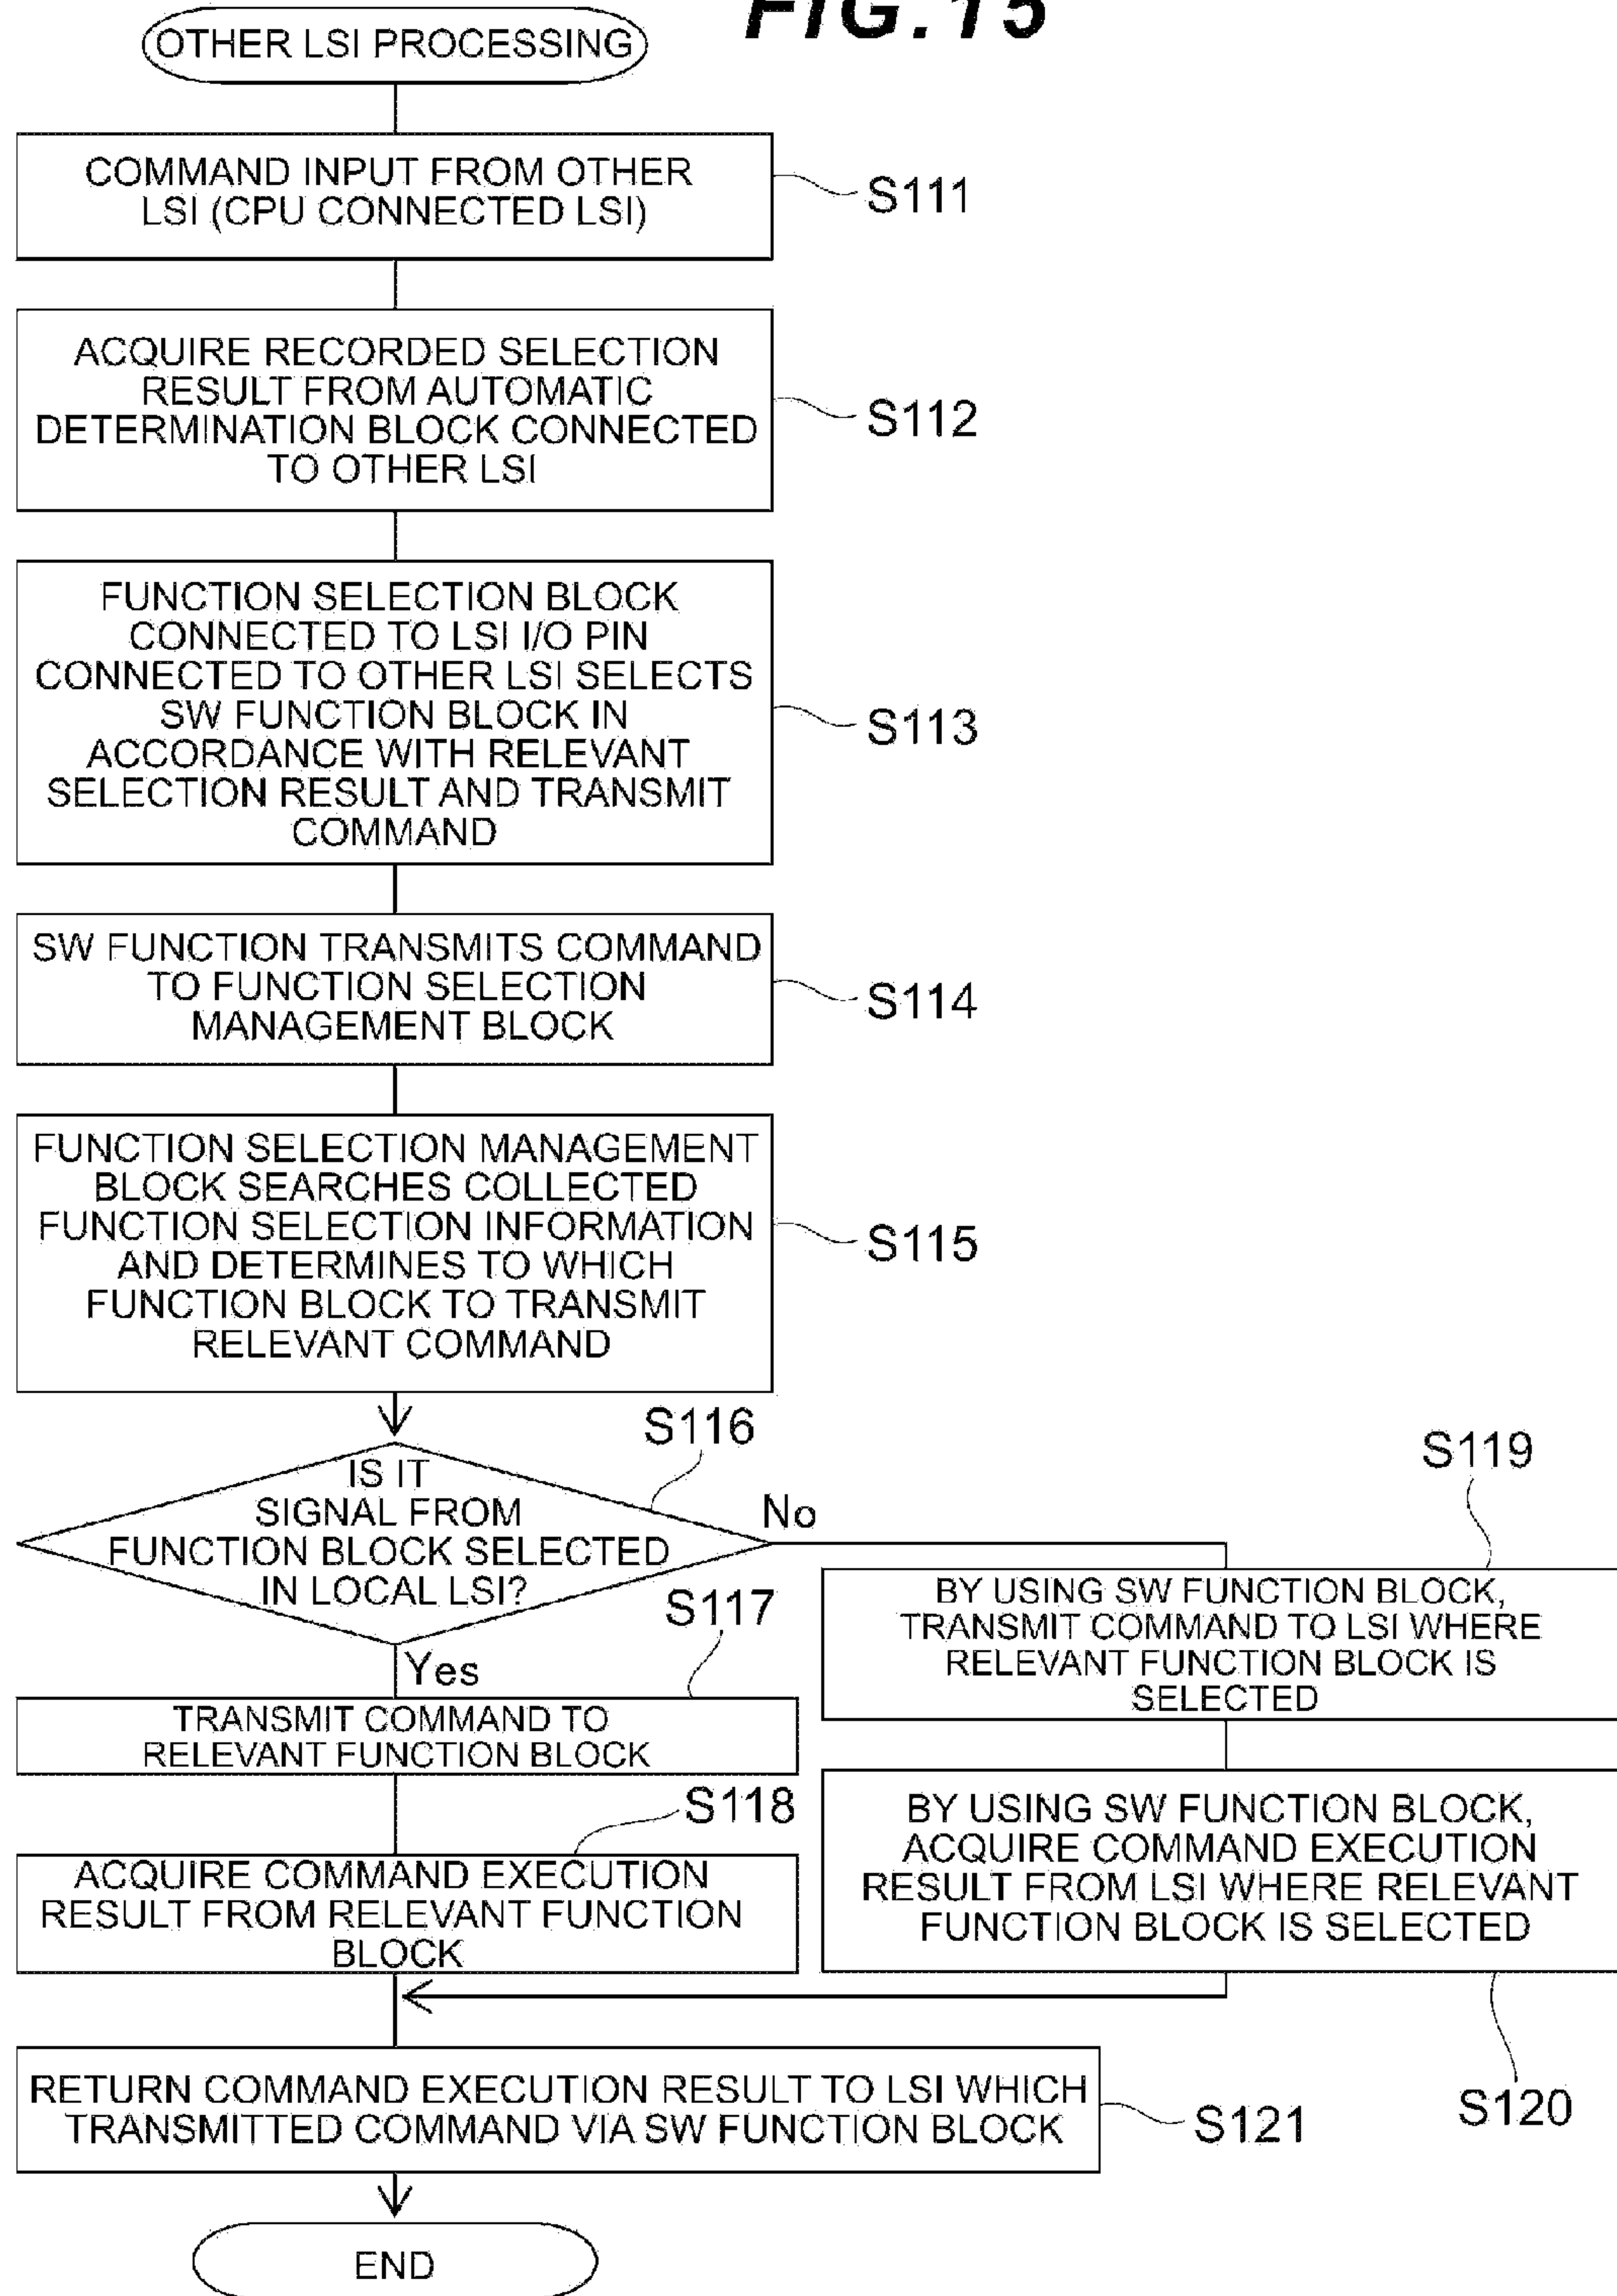 FIG.15
OTHER LSI PROCESSING
COMMAND INPUT FROM OTHER
LSI (CPU CONNECTED LSI)
S111
ACQUIRE RECORDED SELECTION
RESULT FROM AUTOMATIC
DETERMINATION BLOCK CONNECTED
TO OTHER LSI
S112
FUNCTION SELECTION BLOCK
CONNECTED TO LSI I/O PIN
CONNECTED TO OTHER LSI SELECTS
SW FUNCTION BLOCK IN
ACCORDANCE WITH RELEVANT
SELECTION RESULT AND TRANSMIT
COMMAND
S113
SW FUNCTION TRANSMITS COMMAND
TO FUNCTION SELECTION
MANAGEMENT BLOCK
S114
FUNCTION SELECTION MANAGEMENT
BLOCK SEARCHES COLLECTED
FUNCTION SELECTION INFORMATION
AND DETERMINES TO WHICH
FUNCTION BLOCK TO TRANSMIT
RELEVANT COMMAND
S115
S116
IS IT
SIGNAL FROM
FUNCTION BLOCK SELECTED
IN LOCAL LSI?
No
Yes
S117
TRANSMIT COMMAND TO
RELEVANT FUNCTION BLOCK
S118
ACQUIRE COMMAND EXECUTION
RESULT FROM RELEVANT FUNCTION
BLOCK
S119
BY USING SW FUNCTION BLOCK,
TRANSMIT COMMAND TO LSI WHERE
RELEVANT FUNCTION BLOCK IS
SELECTED
BY USING SW FUNCTION BLOCK,
ACQUIRE COMMAND EXECUTION
RESULT FROM LSI WHERE RELEVANT
FUNCTION BLOCK IS SELECTED
S120
RETURN COMMAND EXECUTION RESULT TO LSI WHICH
TRANSMITTED COMMAND VIA SW FUNCTION BLOCK
S121
END